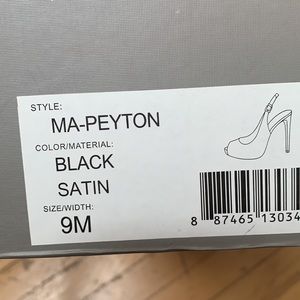 STYLE:
MA-PEYTON
COLOR/MATERIAL:
BLACK
SATIN
SIZE/WIDTH:
9M
8 87465 13034